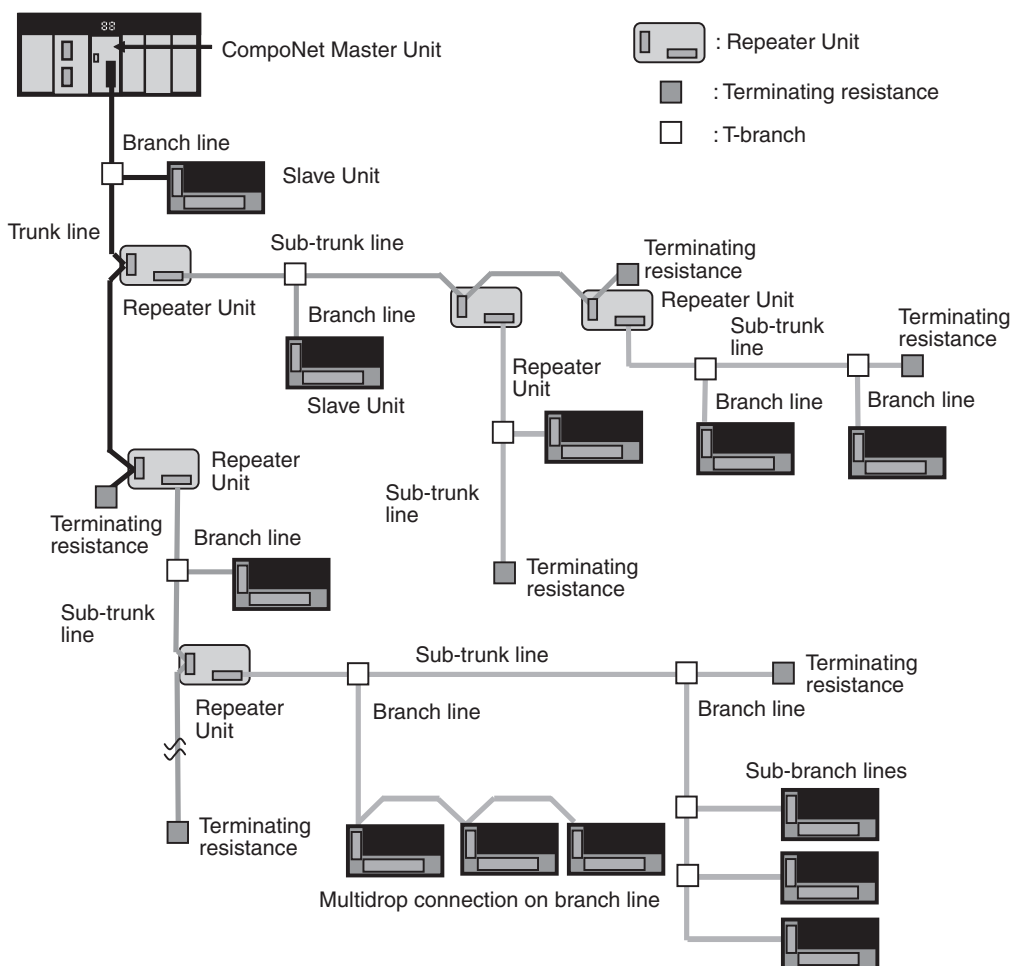 88
CompoNet Master Unit
: Repeater Unit
: Terminating resistance
: T-branch
Branch line
Slave Unit
Trunk line
Sub-trunk line
Terminating
resistance
Repeater Unit
Branch line
Repeater Unit
Sub-trunk
line
Terminating
resistance
Slave Unit
Repeater
Unit
Branch line
Branch line
Repeater
Unit
Sub-trunk
line
Terminating
resistance
Branch line
Terminating
resistance
Sub-trunk
line
Sub-trunk line
Terminating
resistance
Repeater
Unit
Branch line
Branch line
Sub-branch lines
Terminating
resistance
Multidrop connection on branch line